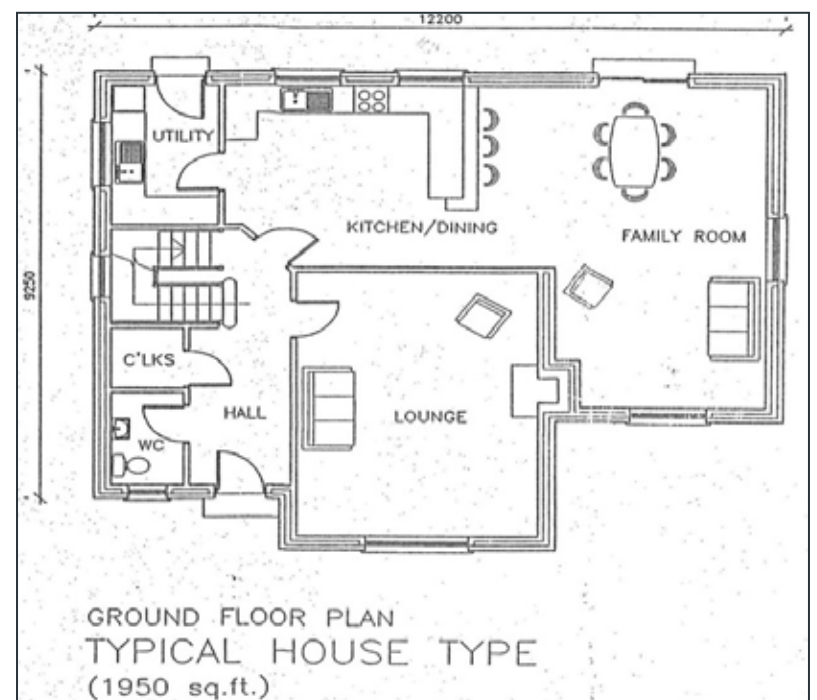 12200
9250
UTILITY
KITCHEN/DINING
FAMILY ROOM
C'LKS
HALL
LOUNGE
WC
GROUND FLOOR PLAN
TYPICAL HOUSE TYPE
(1950 sq.ft.)